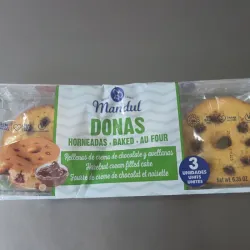 Mandul
DONAS
HORNEADAS - BAKED - AU FOUR
Rellenas de crema de chocolate y avellanas
Hazelnut cream filled cake
Fourrés de crème de chocolat et noisette
3
UNIDADES
UNITS
UNITÉS